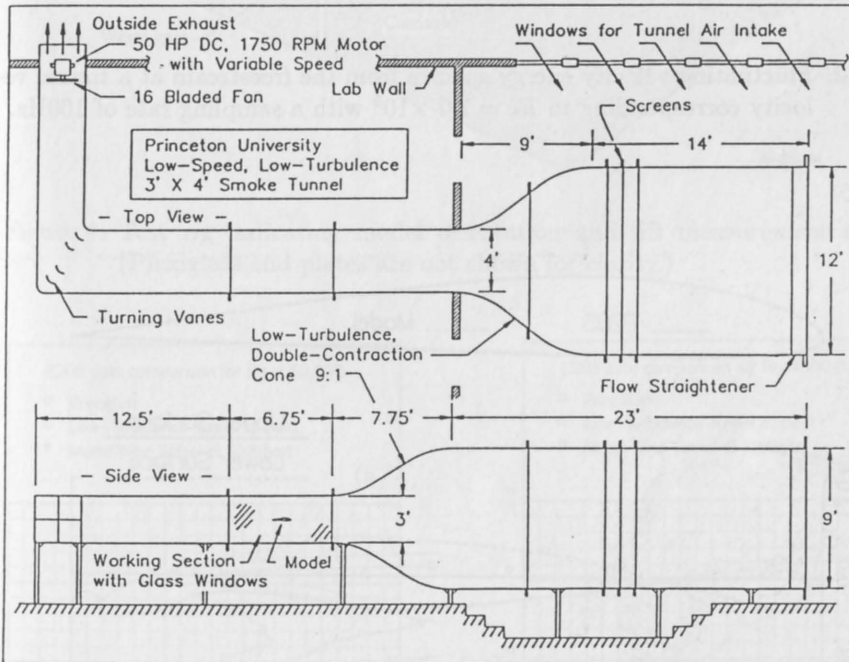 Outside Exhaust
50 HP DC, 1750 RPM Motor
with Variable Speed
6 Bladed Fan
Lab Wall
Windows for Tunnel Air Intake
Screens
Princeton University
Low-Speed, Low-Turbulence
3' X 4' Smoke Tunnel
9'
14'
- Top View -
4'
12'
Turning Vanes
Low-Turbulence,
Double-Contraction
Cone 9:1
Flow Straightener
12.5'
6.75'
7.75'
23'
Side View
3'
9'
Working Section
with Glass Windows
Model